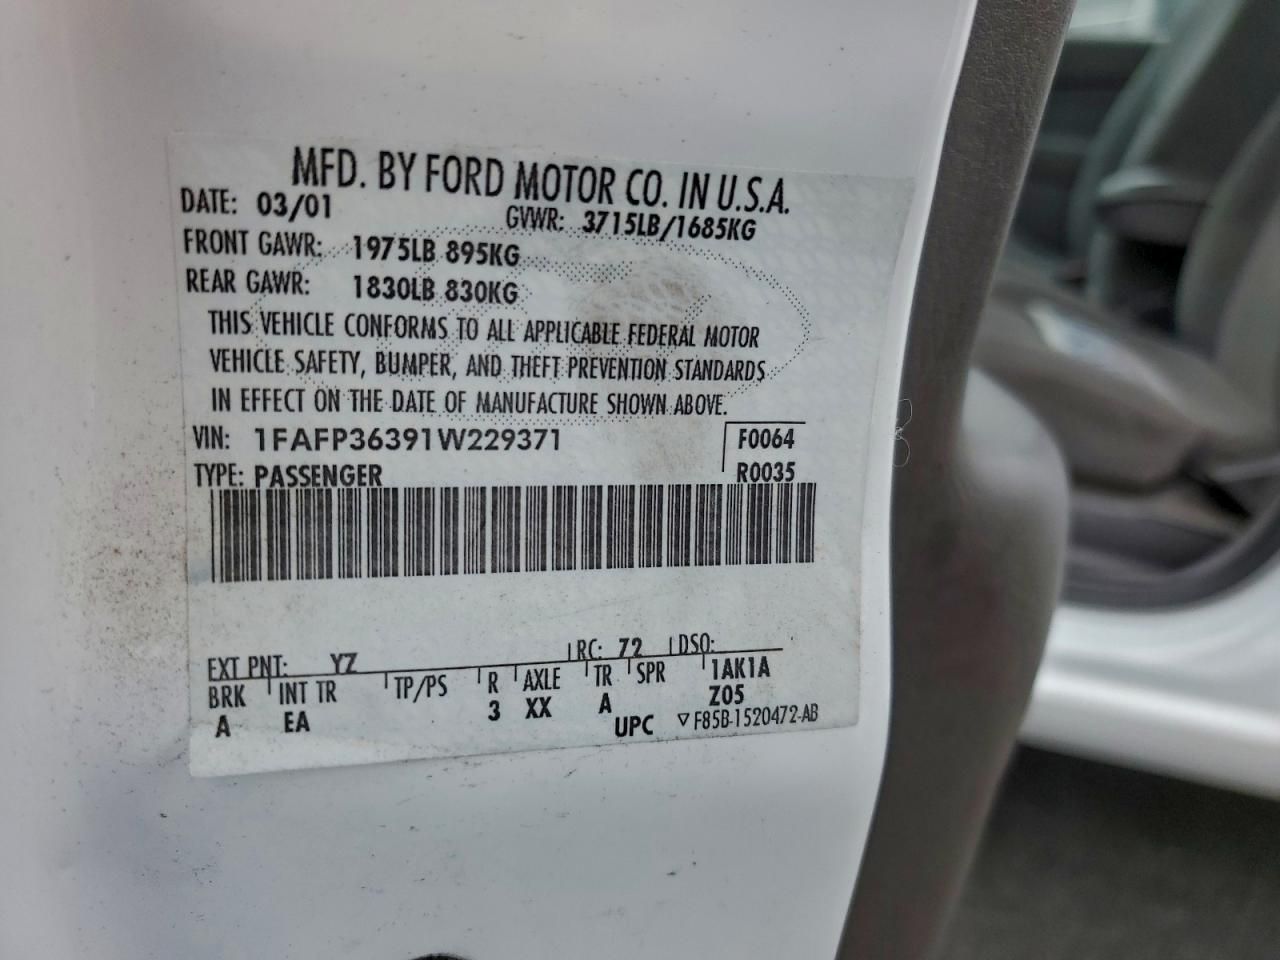 MFD. BY FORD MOTOR CO. IN U.S.A.
DATE: 03/01 GVWR: 3715LB/1685KG
FRONT GAWR: 1975LB 895KG
REAR GAWR: 1830LB 830KG
THIS VEHICLE CONFORMS TO ALL APPLICABLE FEDERAL MOTOR
VEHICLE SAFETY, BUMPER, AND THEFT PREVENTION STANDARDS
IN EFFECT ON THE DATE OF MANUFACTURE SHOWN ABOVE.
VIN: 1FAFP36391W229371 F0064
TYPE: PASSENGER R0035
EXT PNT: YZ RC: 72 DSO:
BRK INT TR TP/PS R AXLE TR SPR 1AK1A
A EA 3 XX A Z05
UPC ▽F85B-1520472-AB